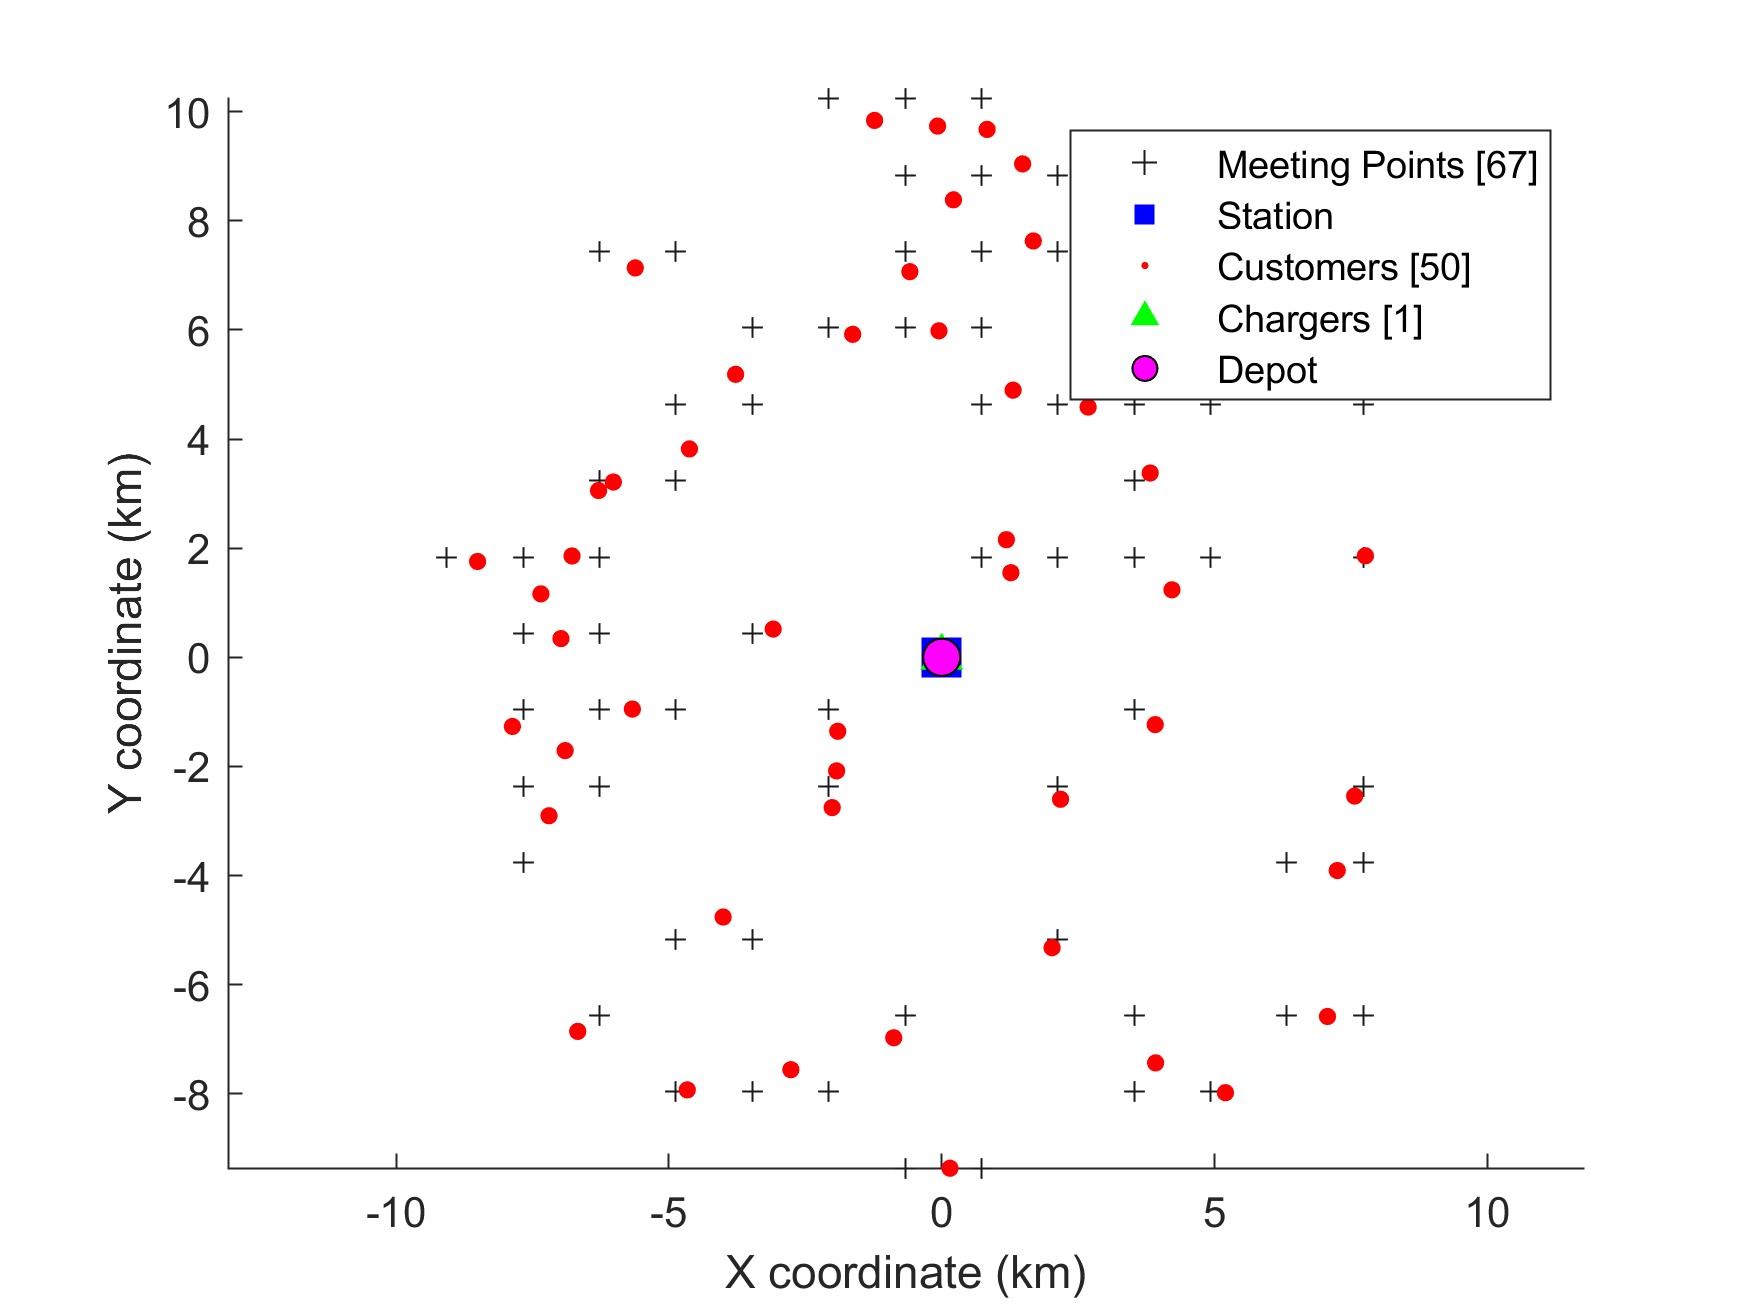 10
8
6
4
2
0
-2
-4
-6
-8
Y coordinate (km)
Meeting Points [67]
Station
Customers [50]
Chargers [1]
Depot
-10 -5 0 5 10
X coordinate (km)